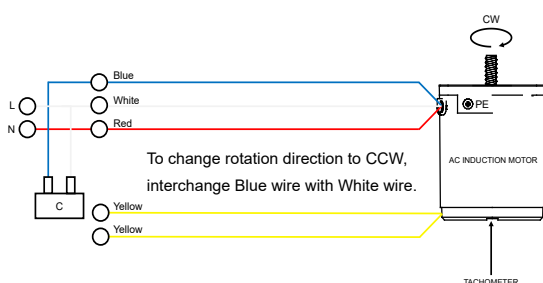 CW
Blue
L
White
PE
N
Red
To change rotation direction to CCW,
interchange Blue wire with White wire.
AC INDUCTION MOTOR
C
Yellow
Yellow
TACHOMETER